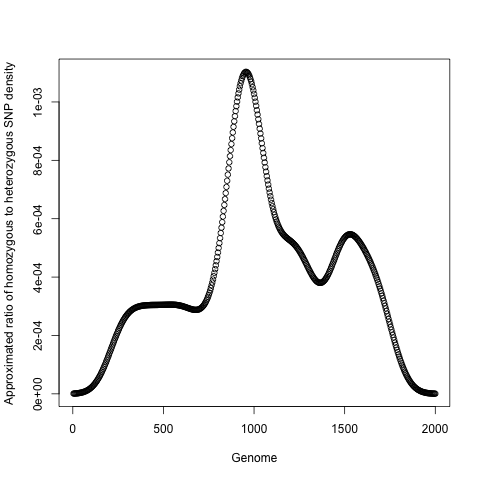 Approximated ratio of homozygous to heterozygous SNP density
1e-03
8e-04
6e-04
4e-04
2e-04
0e+00
0 500 1000 1500 2000
Genome